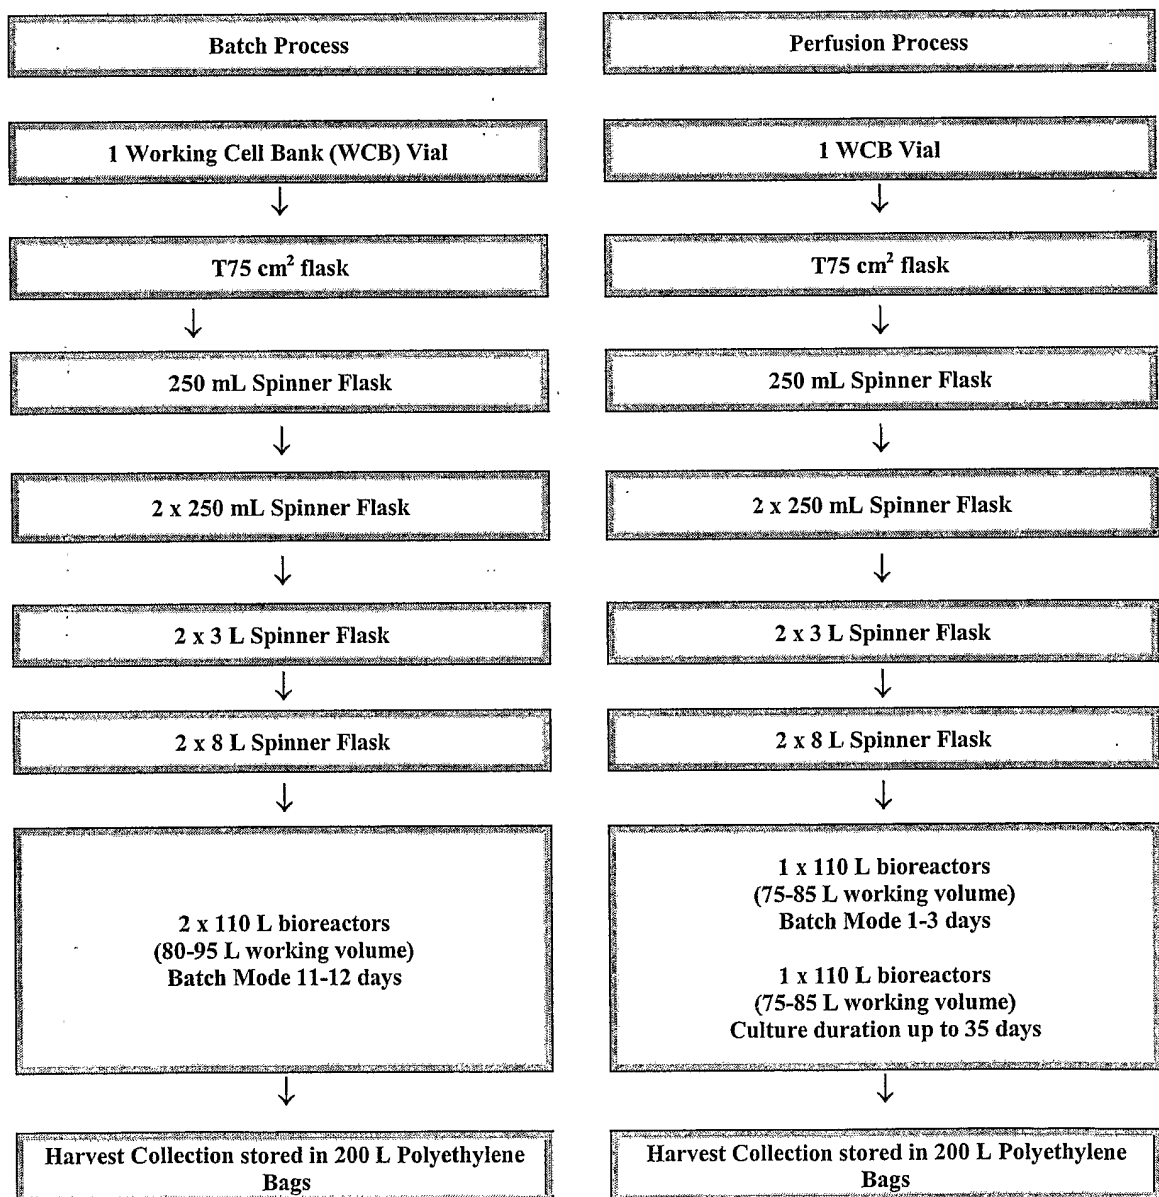 Batch Process
1 Working Cell Bank (WCB) Vial
↓
T75 cm² flask
↓
250 mL Spinner Flask
↓
2 x 250 mL Spinner Flask
↓
2 x 3 L Spinner Flask
↓
2 x 8 L Spinner Flask
↓
2 x 110 L bioreactors
(80-95 L working volume)
Batch Mode 11-12 days
↓
Harvest Collection stored in 200 L Polyethylene
Bags
Perfusion Process
1 WCB Vial
↓
T75 cm² flask
↓
250 mL Spinner Flask
↓
2 x 250 mL Spinner Flask
↓
2 x 3 L Spinner Flask
↓
2 x 8 L Spinner Flask
↓
1 x 110 L bioreactors
(75-85 L working volume)
Batch Mode 1-3 days
1 x 110 L bioreactors
(75-85 L working volume)
Culture duration up to 35 days
↓
Harvest Collection stored in 200 L Polyethylene
Bags